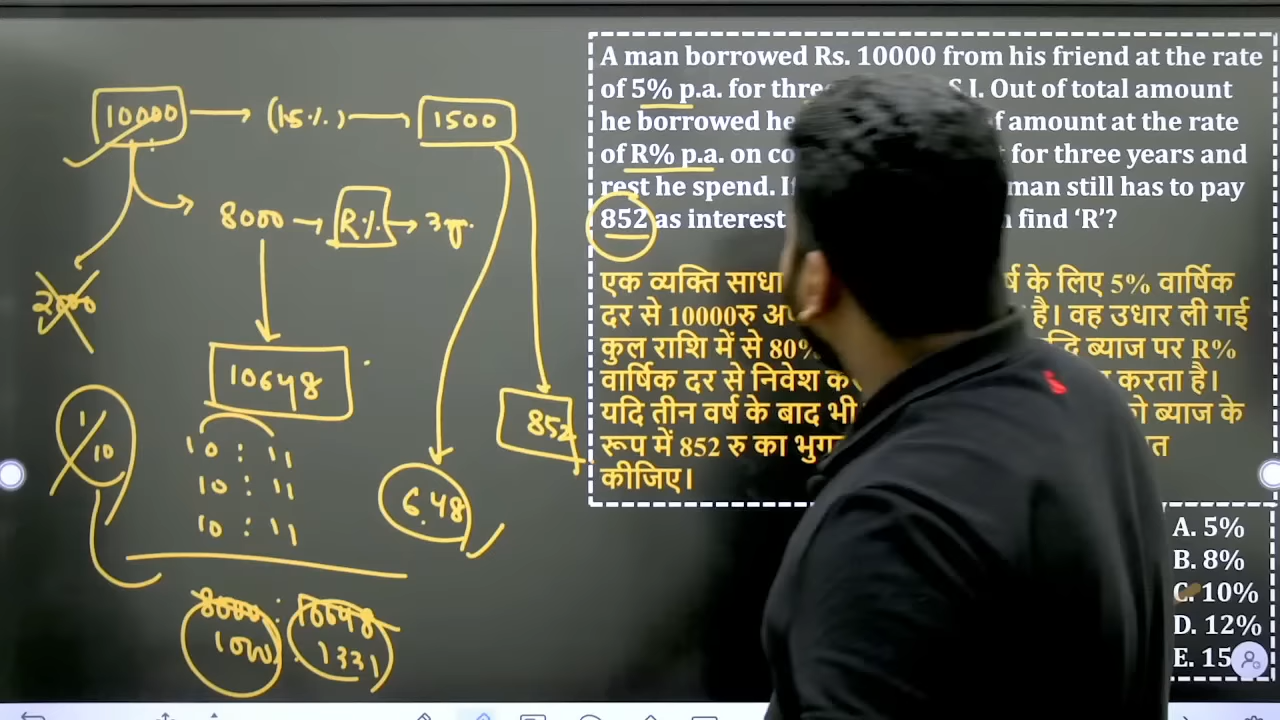 A man borrowed Rs. 10000 from his friend at the rate
of 5% p.a. for S.I. Out of total amount
he borrowed he amount at the rate
of R% p.a. on for three years and
rest he spend. man still has to pay
852 as interest find ‘R’?
एक व्यक्ति के लिए 5% वार्षिक
दर से 10000रु है। वह उधार ली गई
कुल राशि में से 80% ब्याज पर R%
वार्षिक दर से निवेश करता है।
यदि तीन वर्ष के बाद भी को ब्याज के
रूप में 852 रु का
कीजिए।
A. 5%
B. 8%
C. 10%
D. 12%
E. 15
10000 → (15%) → 1500
8000 → R% → 3yr.
2000
10648
852
1/10
10 : 11
10 : 11
10 : 11
6.48
8000 : 10648
1000 : 1331